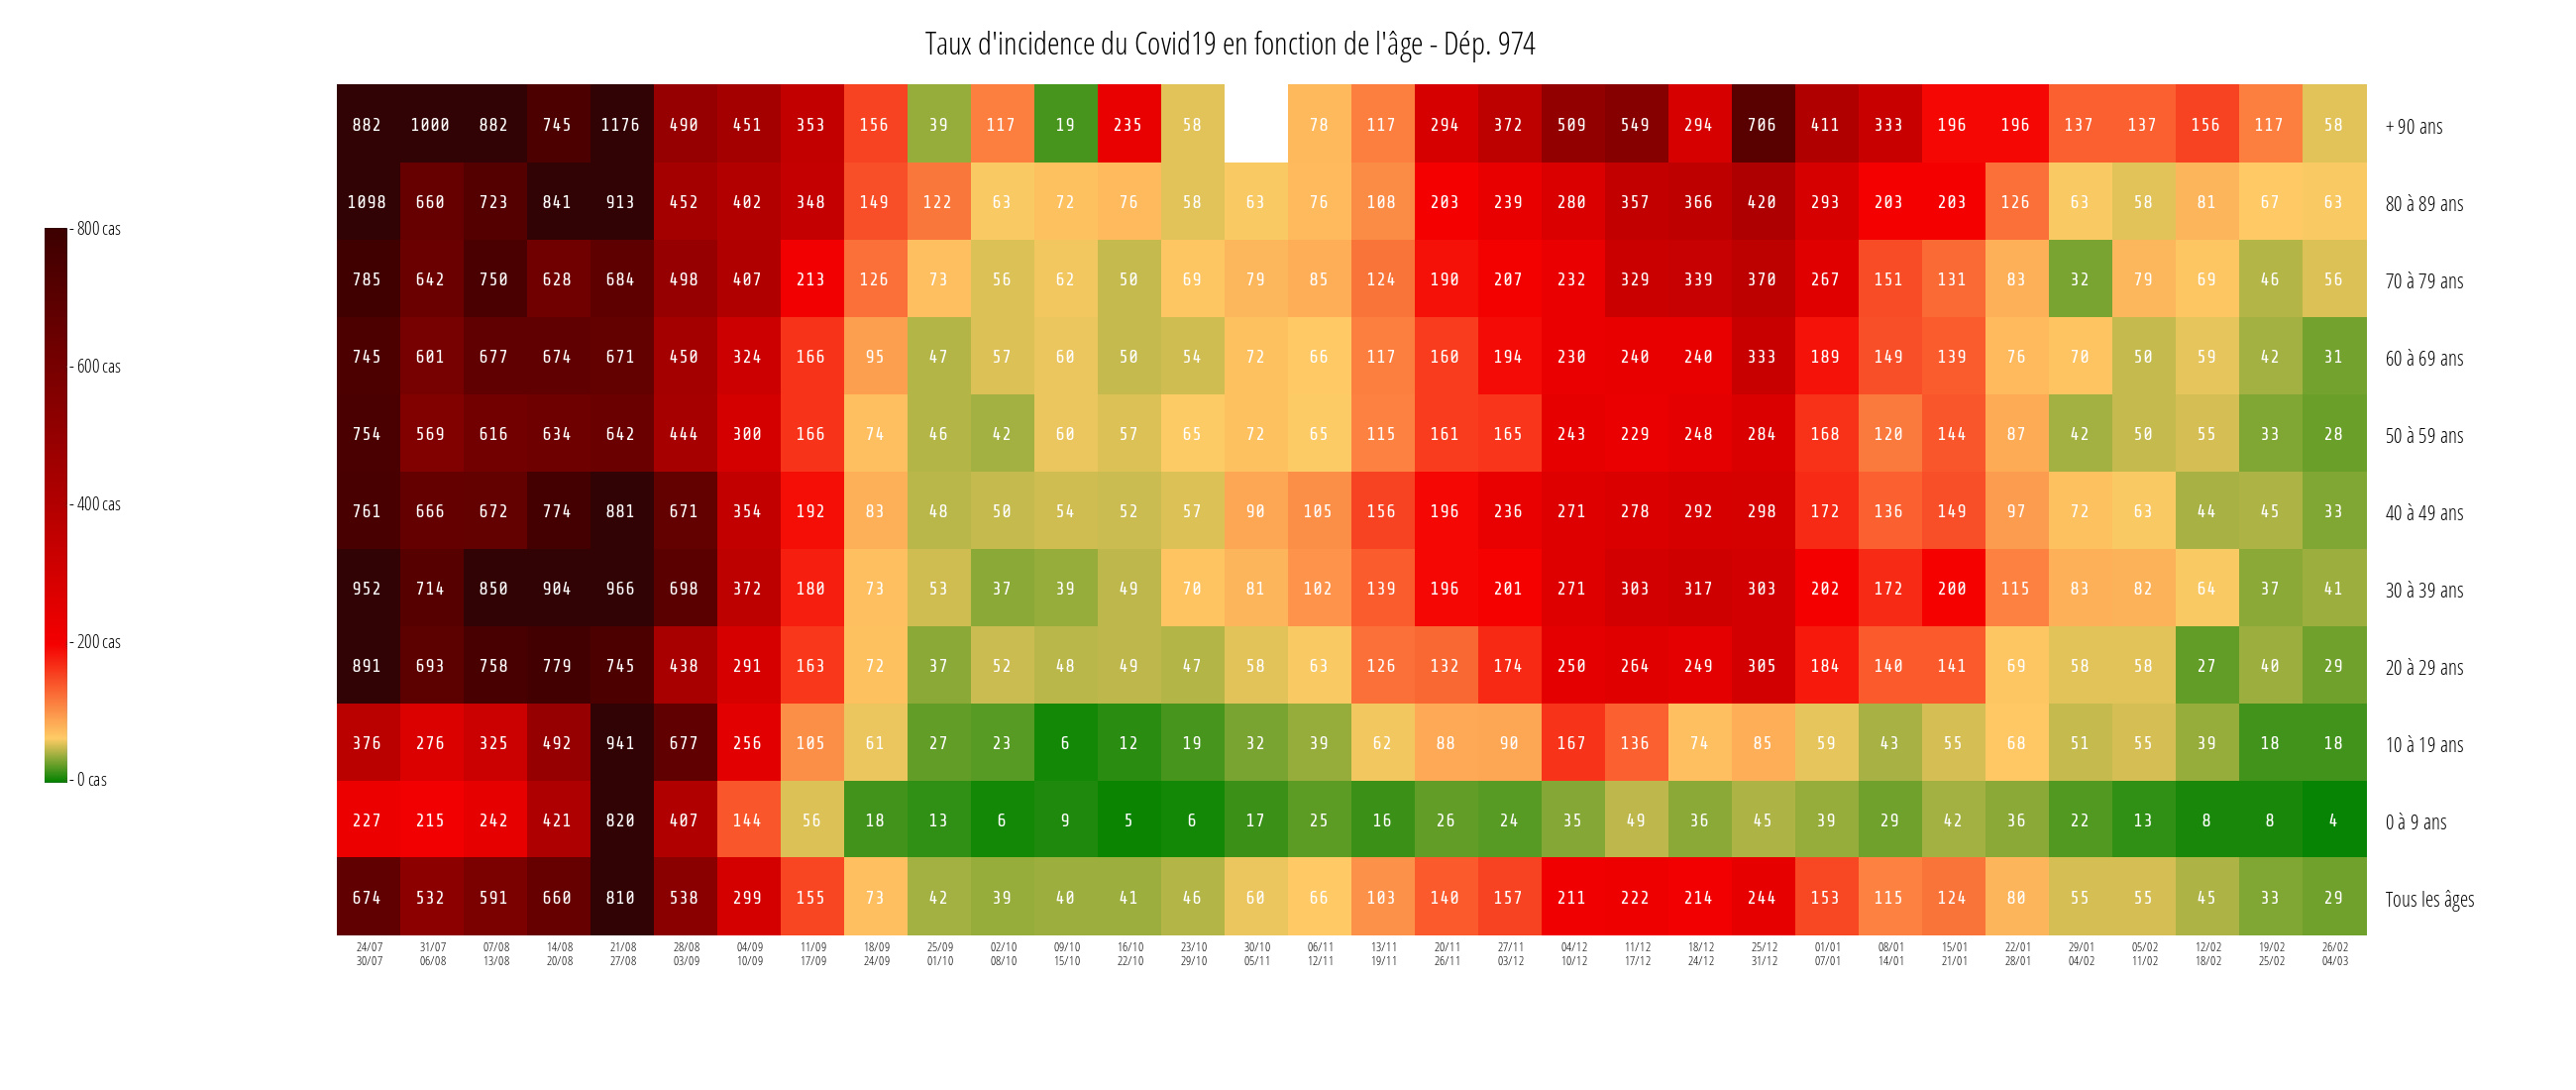 Taux d'incidence du Covid19 en fonction de l'âge - Dép. 974
- 800 cas
- 600 cas
- 400 cas
- 200 cas
- 0 cas
882 1000 882 745 1176 490 451 353 156 39 117 19 235 58 78 117 294 372 509 549 294 706 411 333 196 196 137 137 156 117 58 + 90 ans
1098 660 723 841 913 452 402 348 149 122 63 72 76 58 63 76 108 203 239 280 357 366 420 293 203 203 126 63 58 81 67 63 80 à 89 ans
785 642 750 628 684 498 407 213 126 73 56 62 50 69 79 85 124 190 207 232 329 339 370 267 151 131 83 32 79 69 46 56 70 à 79 ans
745 601 677 674 671 450 324 166 95 47 57 60 50 54 72 66 117 160 194 230 240 240 333 189 149 139 76 70 50 59 42 31 60 à 69 ans
754 569 616 634 642 444 300 166 74 46 42 60 57 65 72 65 115 161 165 243 229 248 284 168 120 144 87 42 50 55 33 28 50 à 59 ans
761 666 672 774 881 671 354 192 83 48 50 54 52 57 90 105 156 196 236 271 278 292 298 172 136 149 97 72 63 44 45 33 40 à 49 ans
952 714 850 904 966 698 372 180 73 53 37 39 49 70 81 102 139 196 201 271 303 317 303 202 172 200 115 83 82 64 37 41 30 à 39 ans
891 693 758 779 745 438 291 163 72 37 52 48 49 47 58 63 126 132 174 250 264 249 305 184 140 141 69 58 58 27 40 29 20 à 29 ans
376 276 325 492 941 677 256 105 61 27 23 6 12 19 32 39 62 88 90 167 136 74 85 59 43 55 68 51 55 39 18 18 10 à 19 ans
227 215 242 421 820 407 144 56 18 13 6 9 5 6 17 25 16 26 24 35 49 36 45 39 29 42 36 22 13 8 8 4 0 à 9 ans
674 532 591 660 810 538 299 155 73 42 39 40 41 46 60 66 103 140 157 211 222 214 244 153 115 124 80 55 55 45 33 29 Tous les âges
24/07 31/07 07/08 14/08 21/08 28/08 04/09 11/09 18/09 25/09 02/10 09/10 16/10 23/10 30/10 06/11 13/11 20/11 27/11 04/12 11/12 18/12 25/12 01/01 08/01 15/01 22/01 29/01 05/02 12/02 19/02 26/02
30/07 06/08 13/08 20/08 27/08 03/09 10/09 17/09 24/09 01/10 08/10 15/10 22/10 29/10 05/11 12/11 19/11 26/11 03/12 10/12 17/12 24/12 31/12 07/01 14/01 21/01 28/01 04/02 11/02 18/02 25/02 04/03